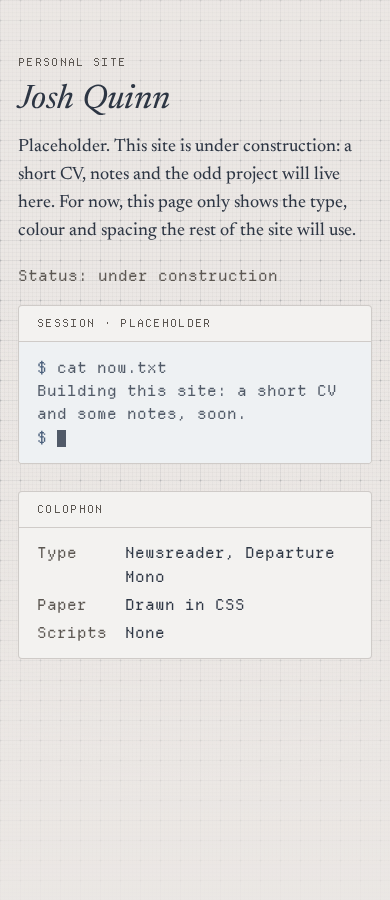 PERSONAL SITE
Josh Quinn
Placeholder. This site is under construction: a
short CV, notes and the odd project will live
here. For now, this page only shows the type,
colour and spacing the rest of the site will use.
Status: under construction
SESSION · PLACEHOLDER
$ cat now.txt
Building this site: a short CV
and some notes, soon.
$
COLOPHON
Type Newsreader, Departure
Mono
Paper Drawn in CSS
Scripts None